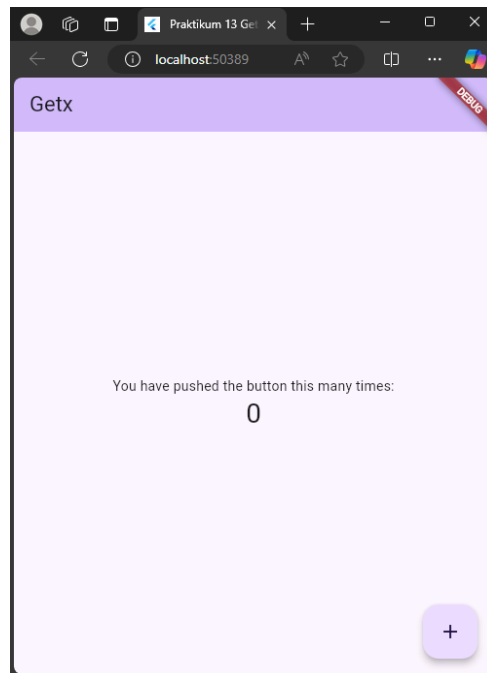 Praktikum 13 Get
localhost:50389
Getx
DEBUG
You have pushed the button this many times:
0